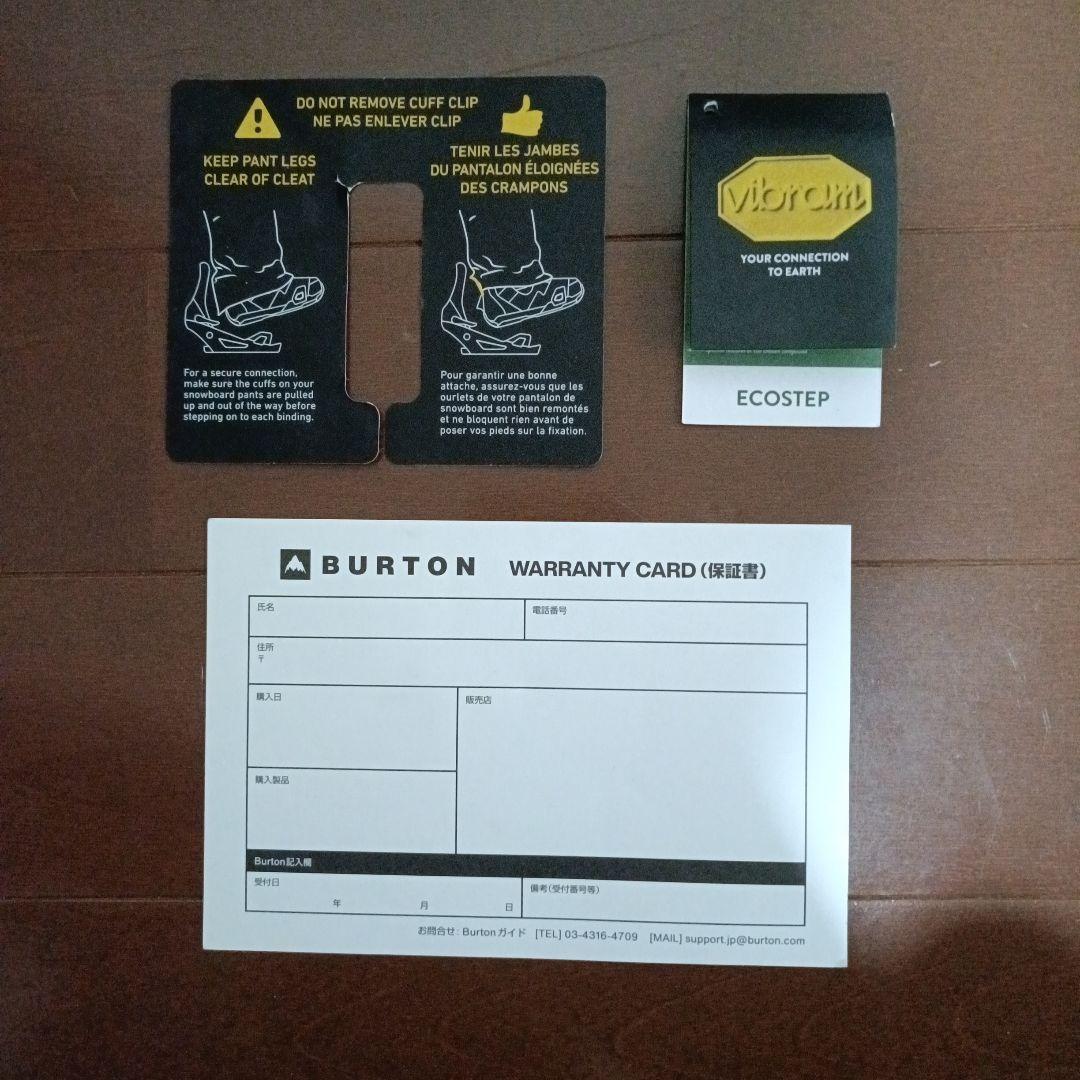 DO NOT REMOVE CUFF CLIP
NE PAS ENLEVER CLIP
KEEP PANT LEGS
CLEAR OF CLEAT
TENIR LES JAMBES
DU PANTALON ÉLOIGNÉES
DES CRAMPONS
For a secure connection,
make sure the cuffs on your
snowboard pants are pulled
up and out of the way before
stepping on to each binding.
Pour garantir une bonne
attache, assurez-vous que les
ourlets de votre pantalon de
snowboard sont bien remontés
et ne bloquent rien avant de
poser vos pieds sur la fixation.
vibram
YOUR CONNECTION
TO EARTH
ECOSTEP
BURTON WARRANTY CARD(保証書)
氏名
電話番号
住所
〒
購入日
販売店
購入製品
Burton記入欄
受付日
年 月 日
備考(受付番号等)
お問合せ: Burtonガイド [TEL] 03-4316-4709 [MAIL] support.jp@burton.com